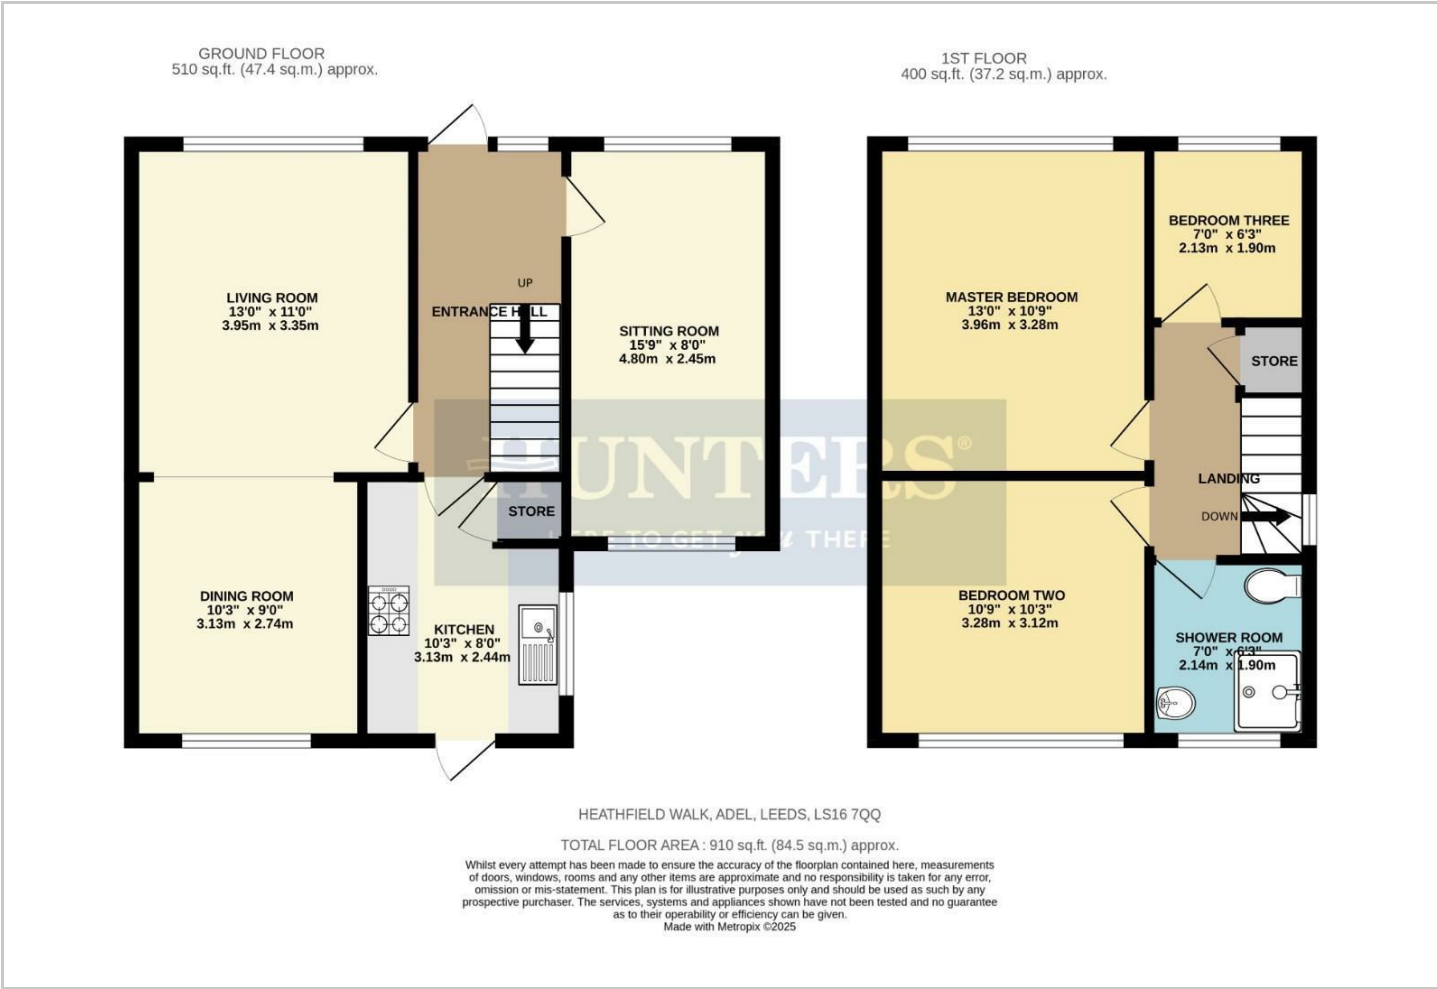 GROUND FLOOR
510 sq.ft. (47.4 sq.m.) approx.
1ST FLOOR
400 sq.ft. (37.2 sq.m.) approx.
LIVING ROOM
13'0" x 11'0"
3.95m x 3.35m
UP
ENTRANCE HALL
SITTING ROOM
15'9" x 8'0"
4.80m x 2.45m
STORE
DINING ROOM
10'3" x 9'0"
3.13m x 2.74m
KITCHEN
10'3" x 8'0"
3.13m x 2.44m
MASTER BEDROOM
13'0" x 10'9"
3.96m x 3.28m
BEDROOM THREE
7'0" x 6'3"
2.13m x 1.90m
STORE
LANDING
DOWN
BEDROOM TWO
10'9" x 10'3"
3.28m x 3.12m
SHOWER ROOM
7'0" x 6'3"
2.14m x 1.90m
HUNTERS®
HERE TO GET you THERE
HEATHFIELD WALK, ADEL, LEEDS, LS16 7QQ
TOTAL FLOOR AREA : 910 sq.ft. (84.5 sq.m.) approx.
Whilst every attempt has been made to ensure the accuracy of the floorplan contained here, measurements
of doors, windows, rooms and any other items are approximate and no responsibility is taken for any error,
omission or mis-statement. This plan is for illustrative purposes only and should be used as such by any
prospective purchaser. The services, systems and appliances shown have not been tested and no guarantee
as to their operability or efficiency can be given.
Made with Metropix ©2025